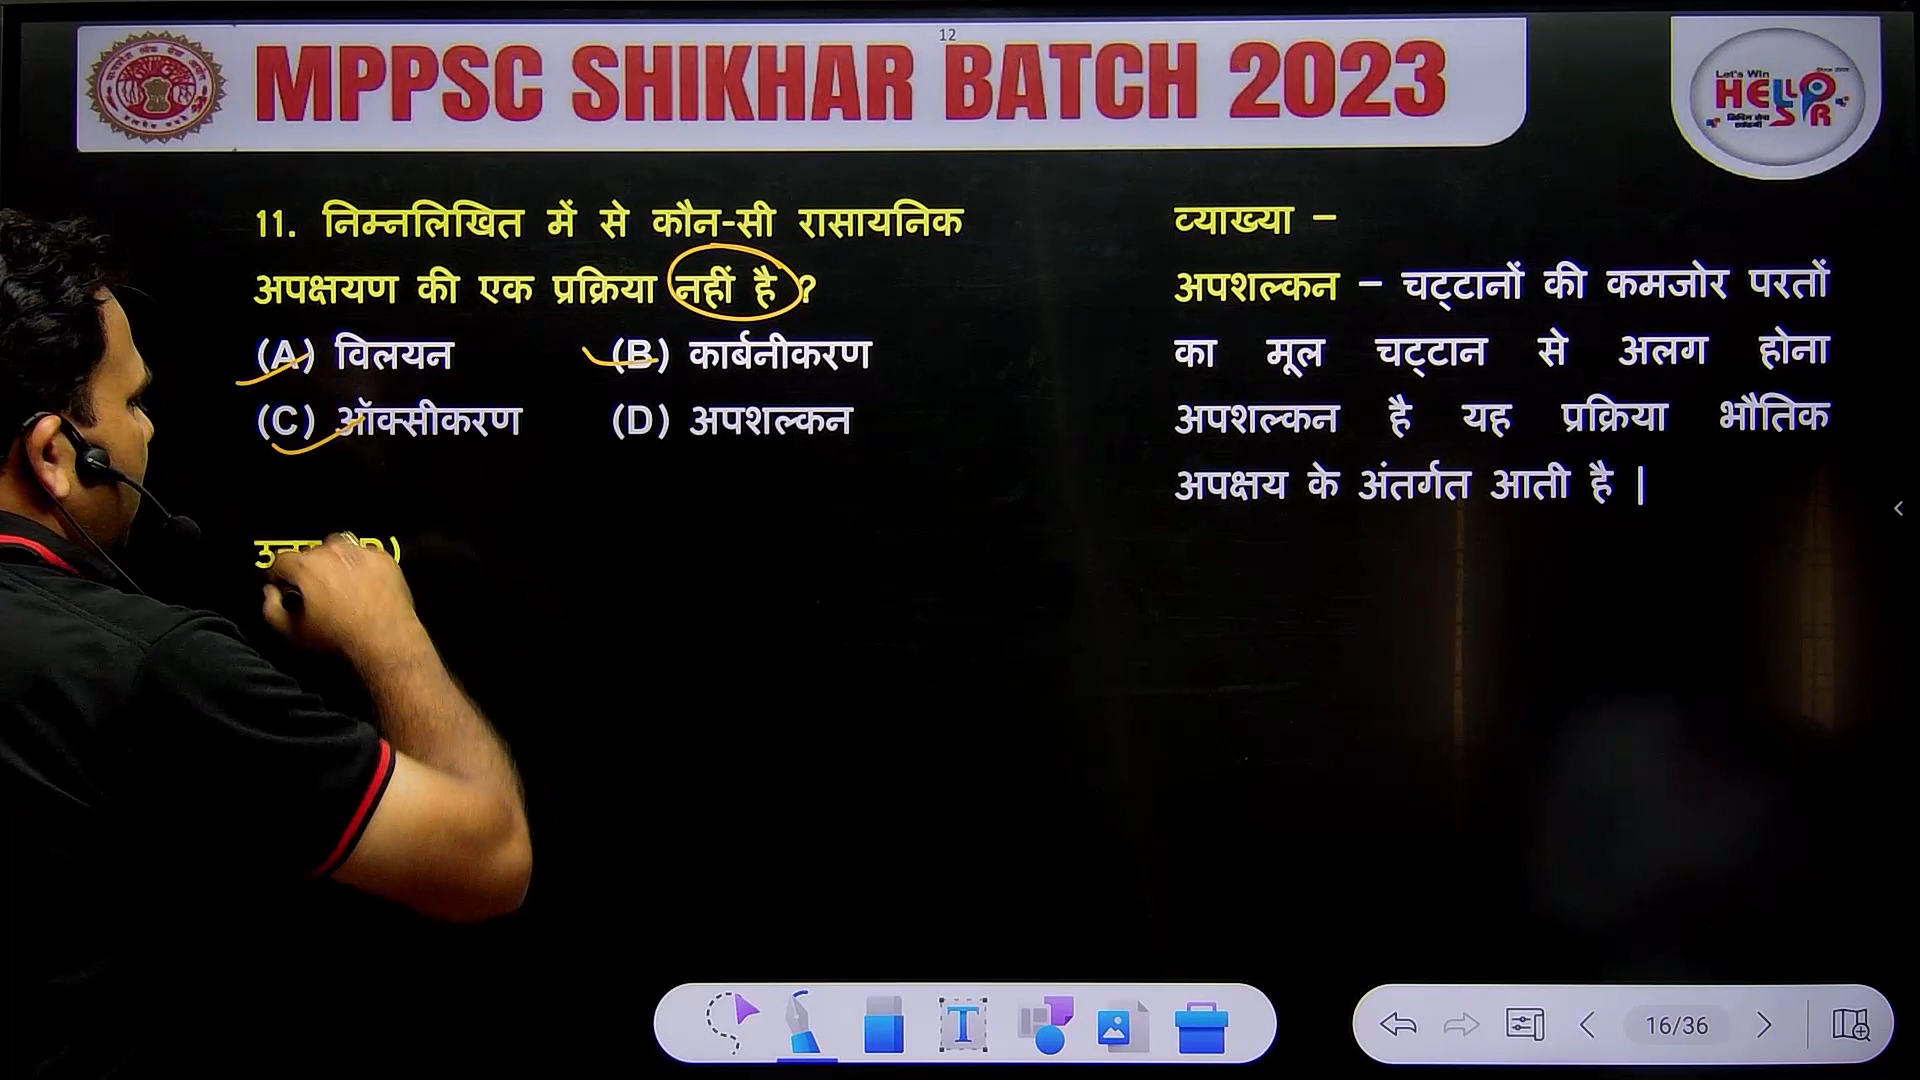 12
MPPSC SHIKHAR BATCH 2023
Let's Win
HELLO
SIR
11. निम्नलिखित में से कौन-सी रासायनिक
अपक्षयण की एक प्रक्रिया नहीं है ?
(A) विलयन (B) कार्बनीकरण
(C) ऑक्सीकरण (D) अपशल्कन
व्याख्या –
अपशल्कन – चट्टानों की कमजोर परतों
का मूल चट्टान से अलग होना
अपशल्कन है यह प्रक्रिया भौतिक
अपक्षय के अंतर्गत आती है |
T
16/36